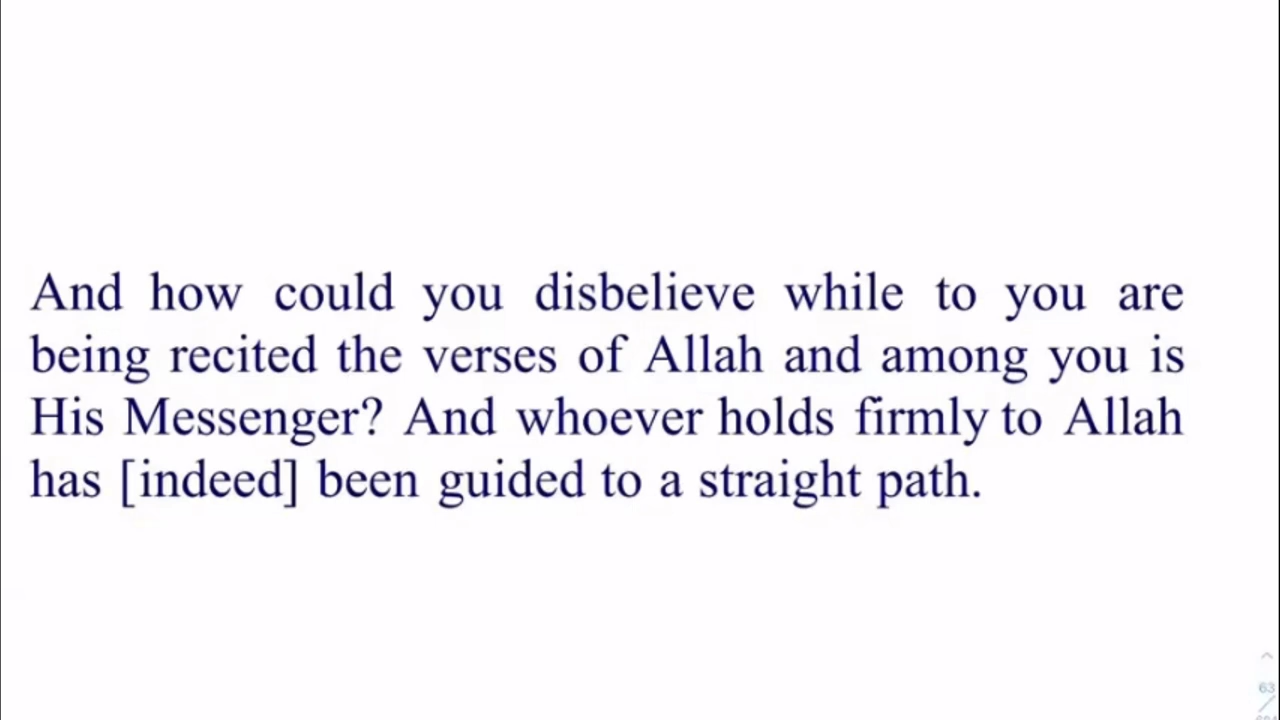 And how could you disbelieve while to you are
being recited the verses of Allah and among you is
His Messenger? And whoever holds firmly to Allah
has [indeed] been guided to a straight path.
63